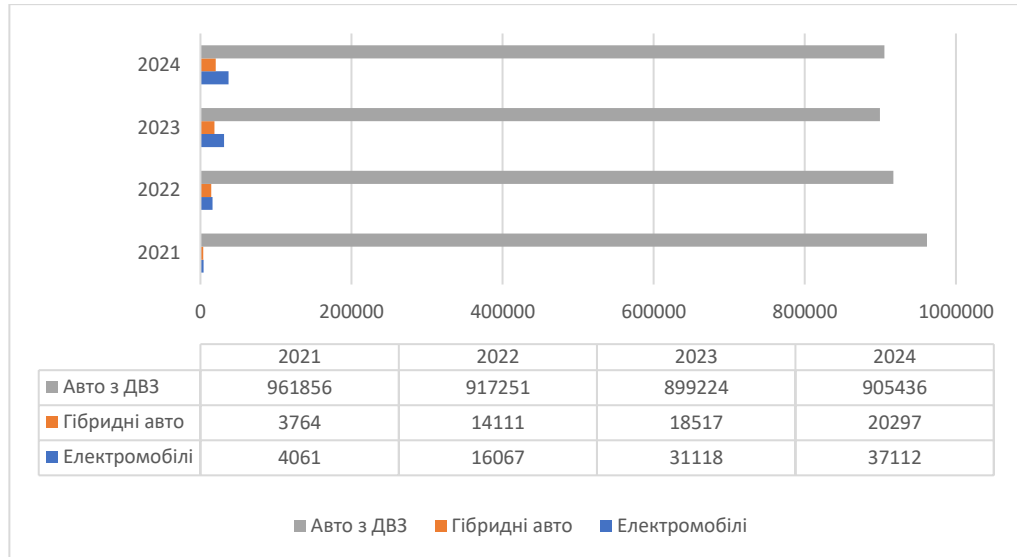 2024
2023
2022
2021
0 200000 400000 600000 800000 1000000
2021 2022 2023 2024
Авто з ДВЗ 961856 917251 899224 905436
Гібридні авто 3764 14111 18517 20297
Електромобілі 4061 16067 31118 37112
Авто з ДВЗ Гібридні авто Електромобілі